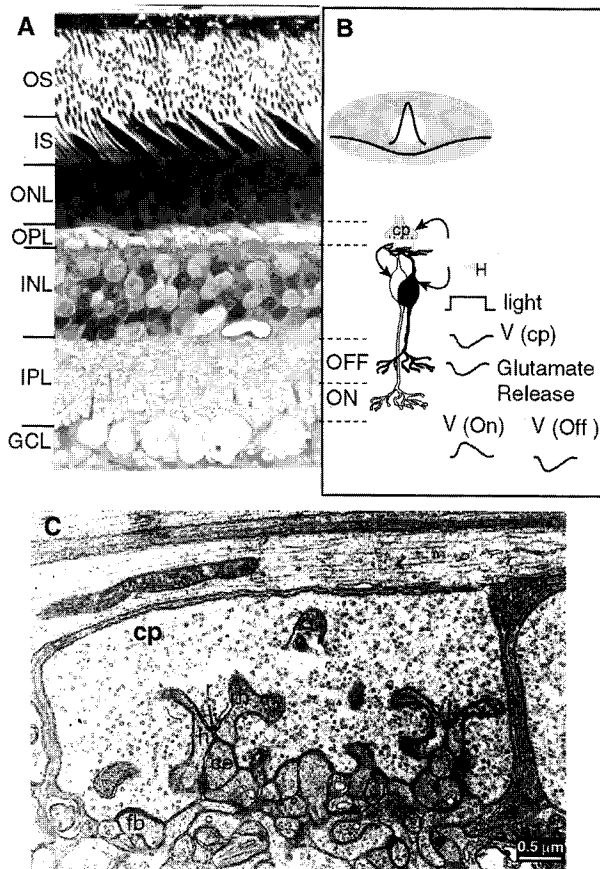 A
OS
IS
ONL
OPL
INL
IPL
GCL
B
cp
H
light
V (cp)
OFF
Glutamate
Release
ON
V (On) V (Off )
C
cp
r
h
h
fb
0.5 µm